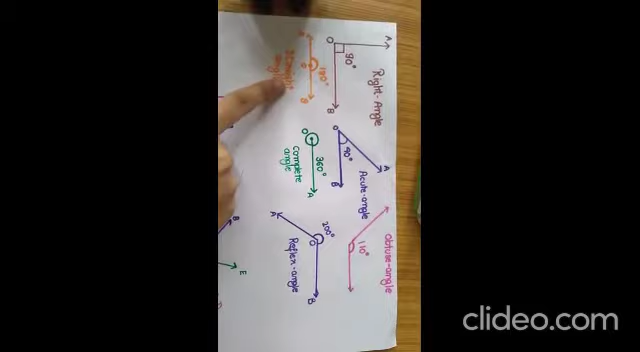 A
O
90°
B
Right-Angle
A
O
40°
B
Acute-angle
110°
obtuse-angle
180°
B
Straight
angle
O
360°
A
Complete
angle
200°
A
O
B
Reflex-angle
B
E
clideo.com